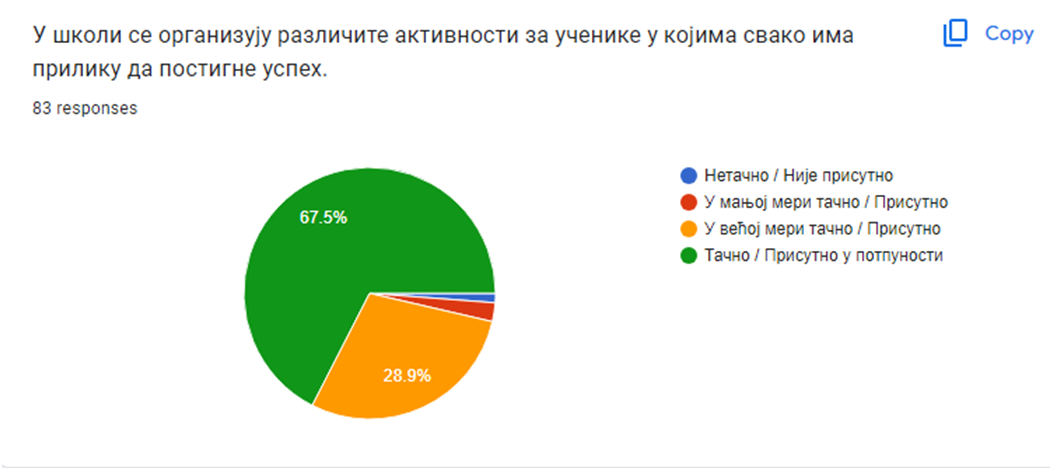 У школи се организују различите активности за ученике у којима свако има
прилику да постигне успех.
Copy
83 responses
67.5%
28.9%
Нетачно / Није присутно
У мањој мери тачно / Присутно
У већој мери тачно / Присутно
Тачно / Присутно у потпуности